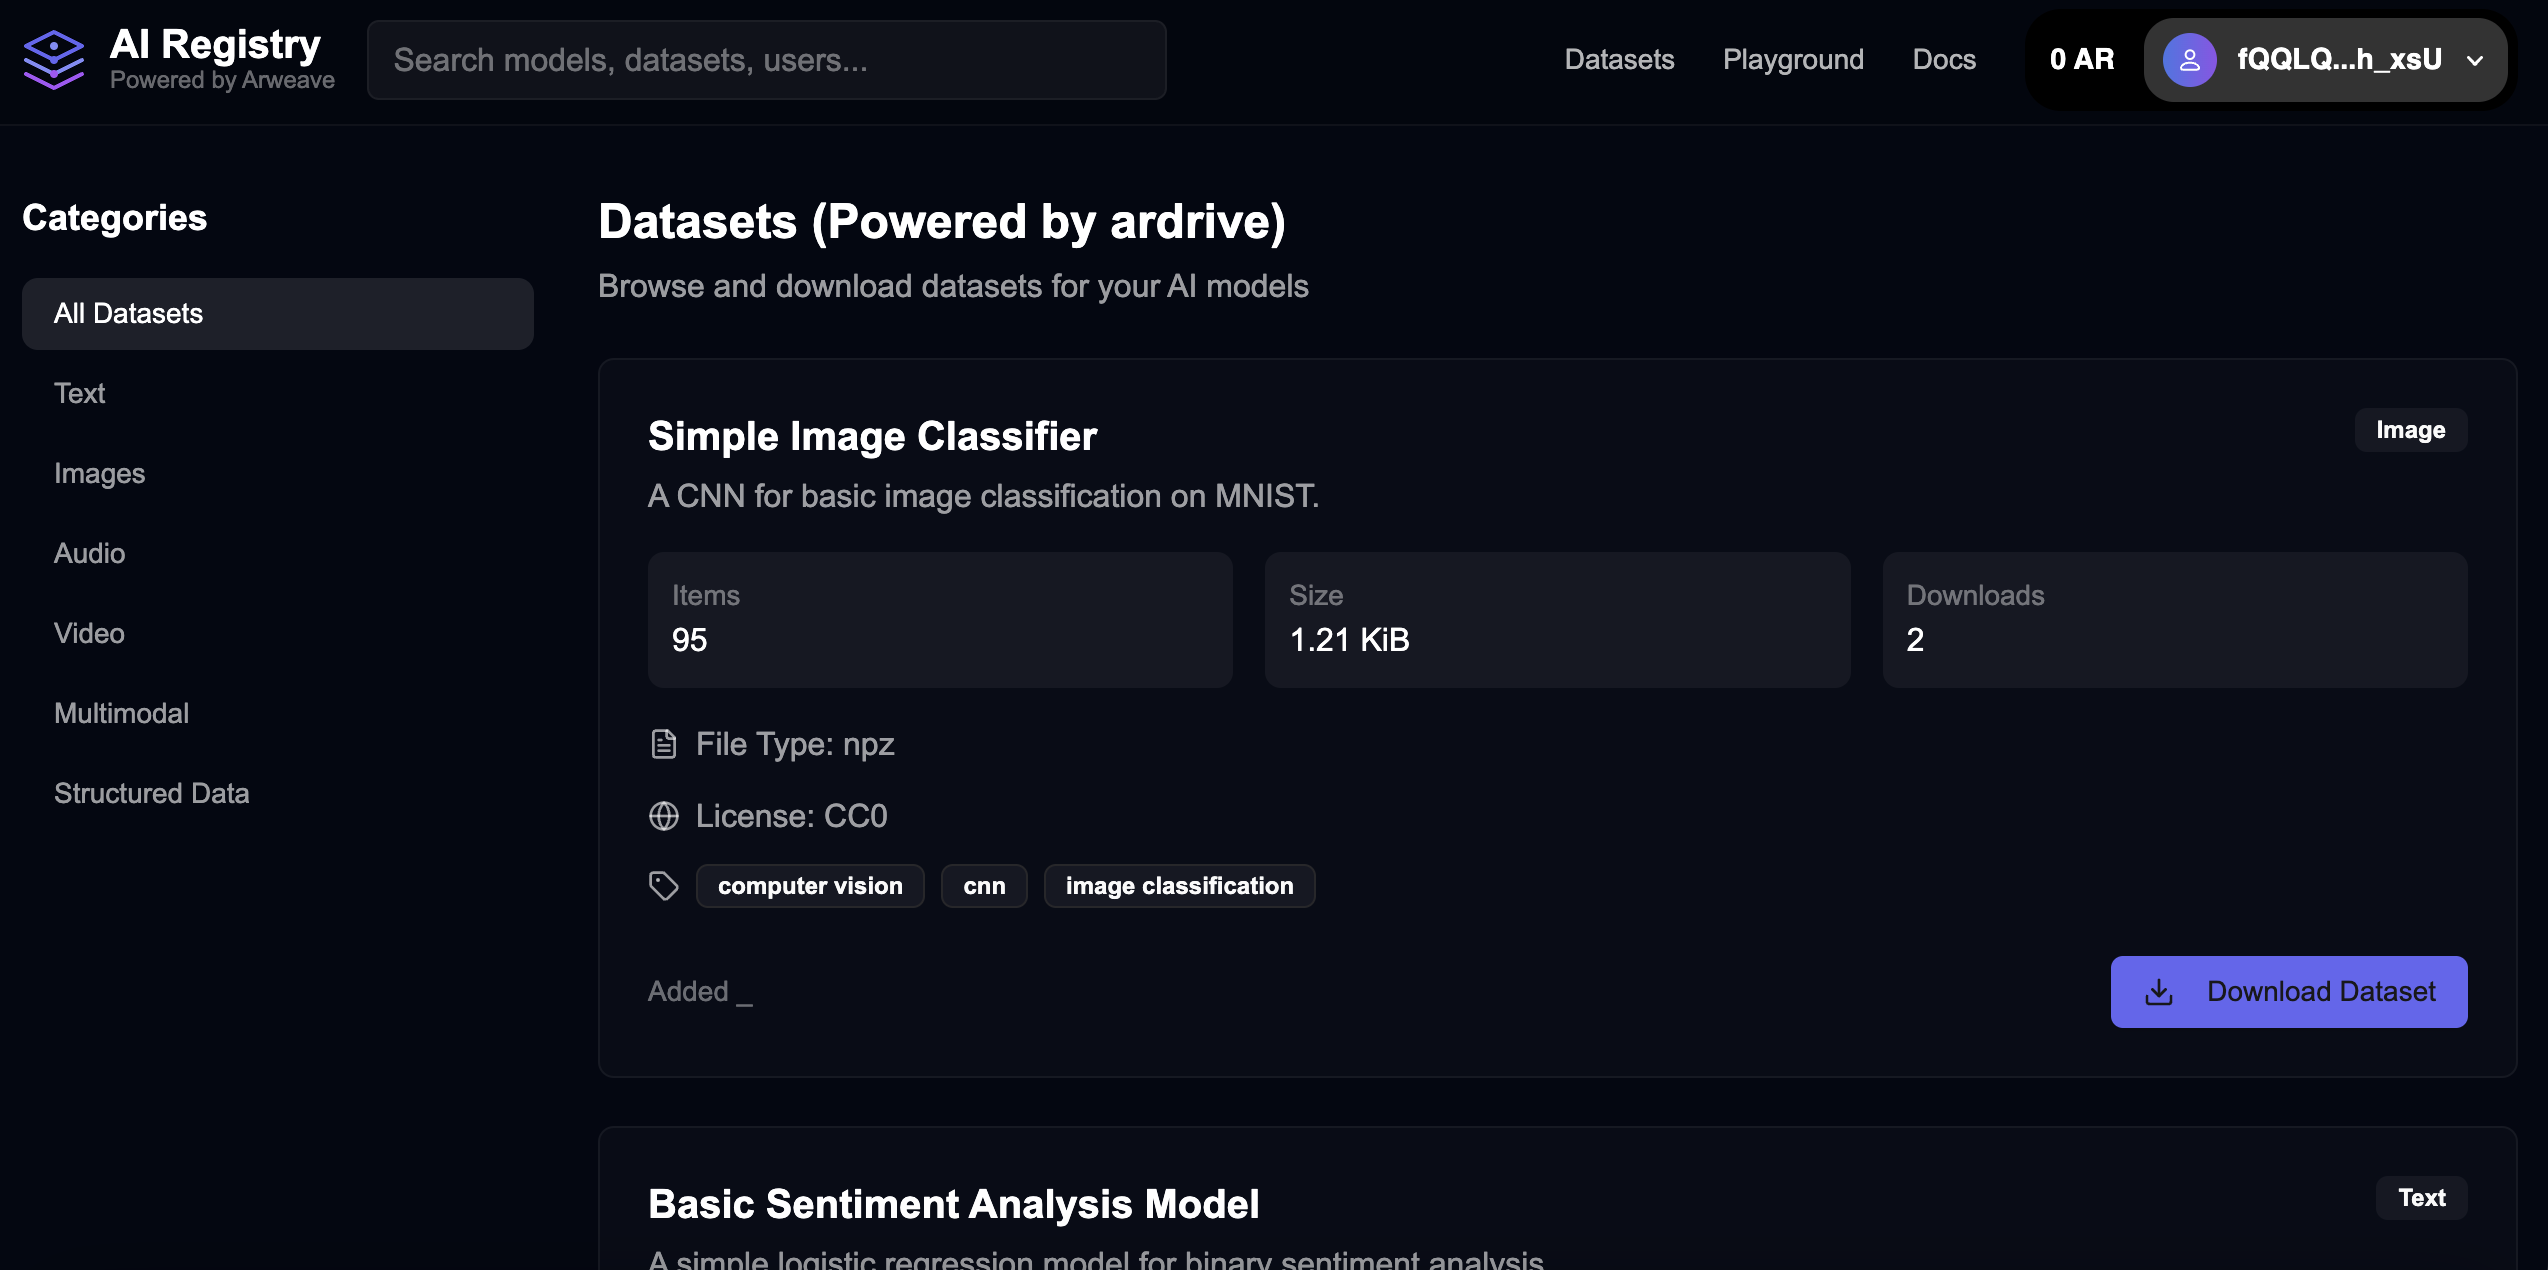 AI Registry
Powered by Arweave
Search models, datasets, users...
Datasets
Playground
Docs
0 AR
fQQLQ...h_xsU
Categories
All Datasets
Text
Images
Audio
Video
Multimodal
Structured Data
Datasets (Powered by ardrive)
Browse and download datasets for your AI models
Simple Image Classifier
Image
A CNN for basic image classification on MNIST.
Items
95
Size
1.21 KiB
Downloads
2
File Type: npz
License: CC0
computer vision
cnn
image classification
Added _
Download Dataset
Basic Sentiment Analysis Model
Text
A simple logistic regression model for binary sentiment analysis